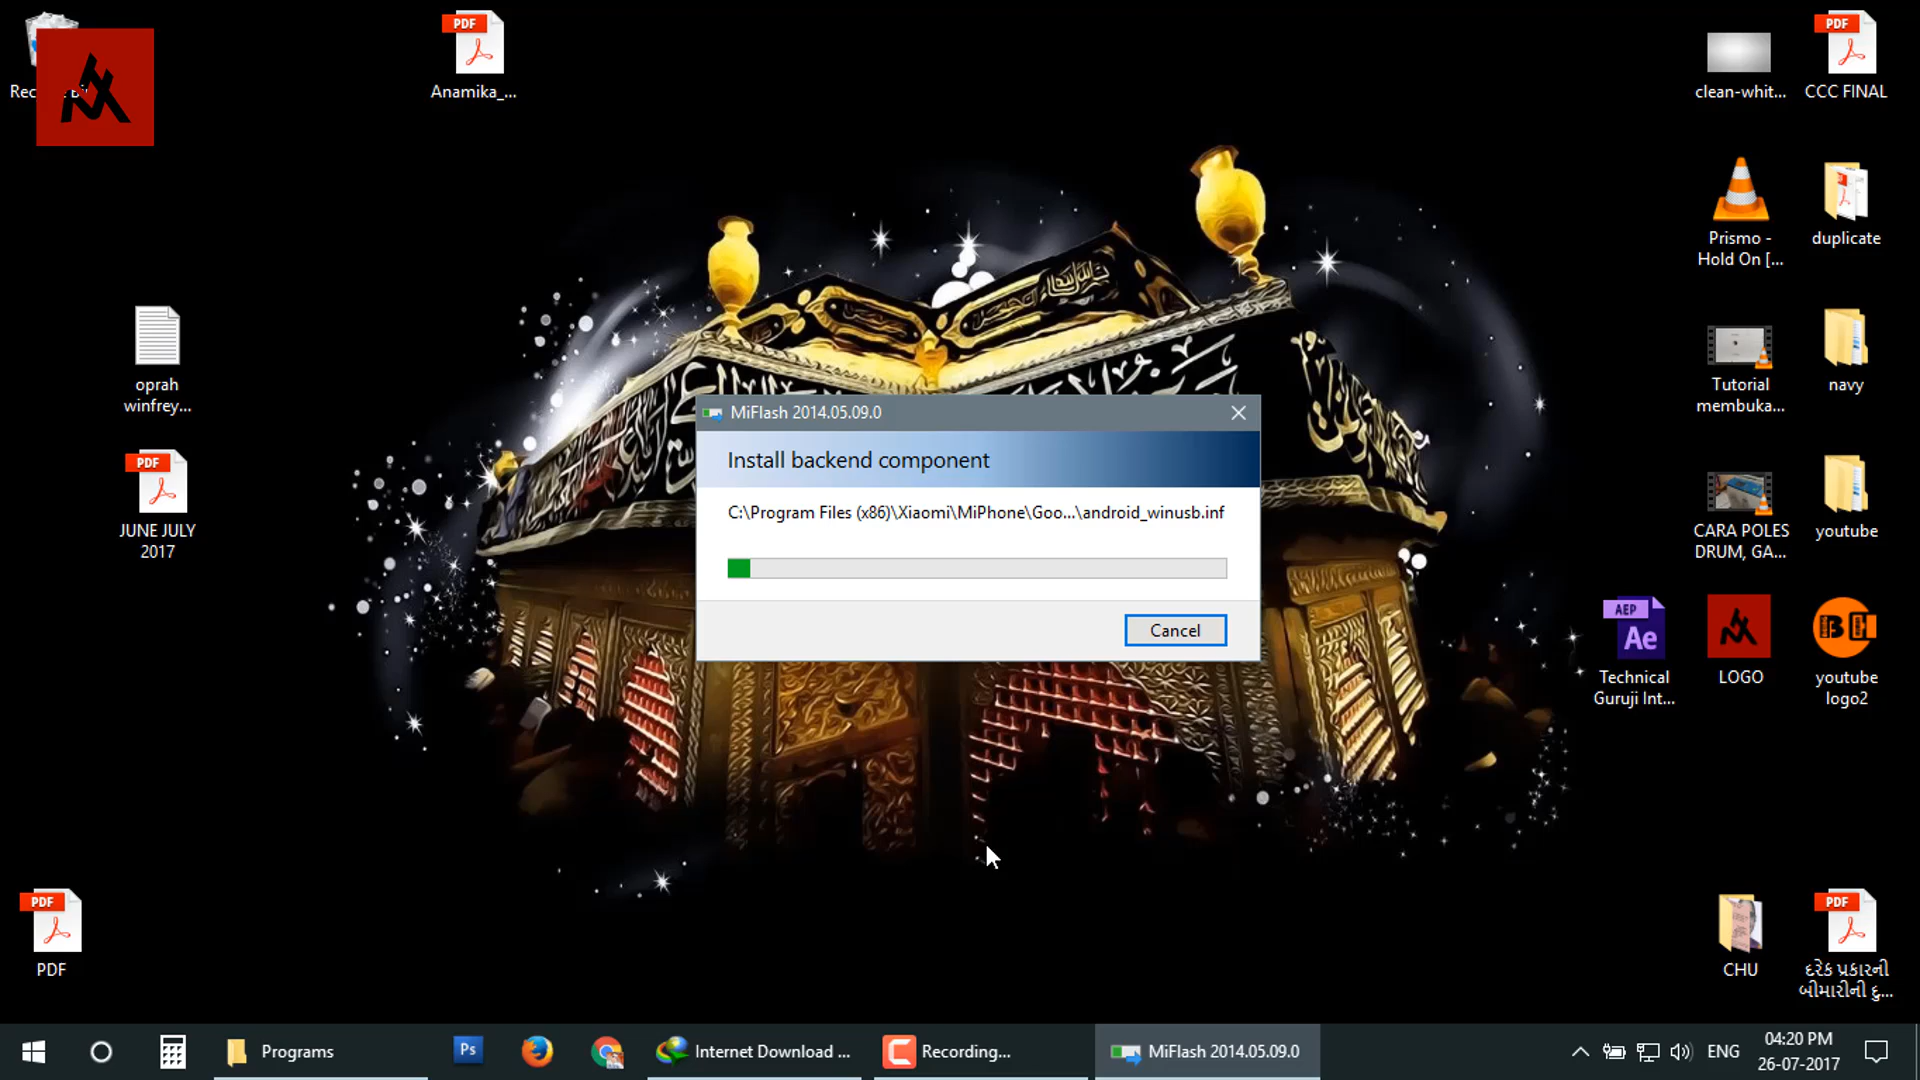 Anamika_...
clean-whit...
CCC FINAL
Prismo -
Hold On [...
duplicate
oprah
winfrey...
Tutorial
membuka...
navy
JUNE JULY
2017
CARA POLES
DRUM, GA...
youtube
Technical
Guruji Int...
LOGO
youtube
logo2
PDF
CHU
દરેક પ્રકારની
બીમારીની દુ...
PDF
PDF
PDF
PDF
PDF
AEP
Ae
MiFlash 2014.05.09.0
Install backend component
C:\Program Files (x86)\Xiaomi\MiPhone\Goo...\android_winusb.inf
Cancel
Programs
Ps
Internet Download ...
Recording...
MiFlash 2014.05.09.0
ENG
04:20 PM
26-07-2017